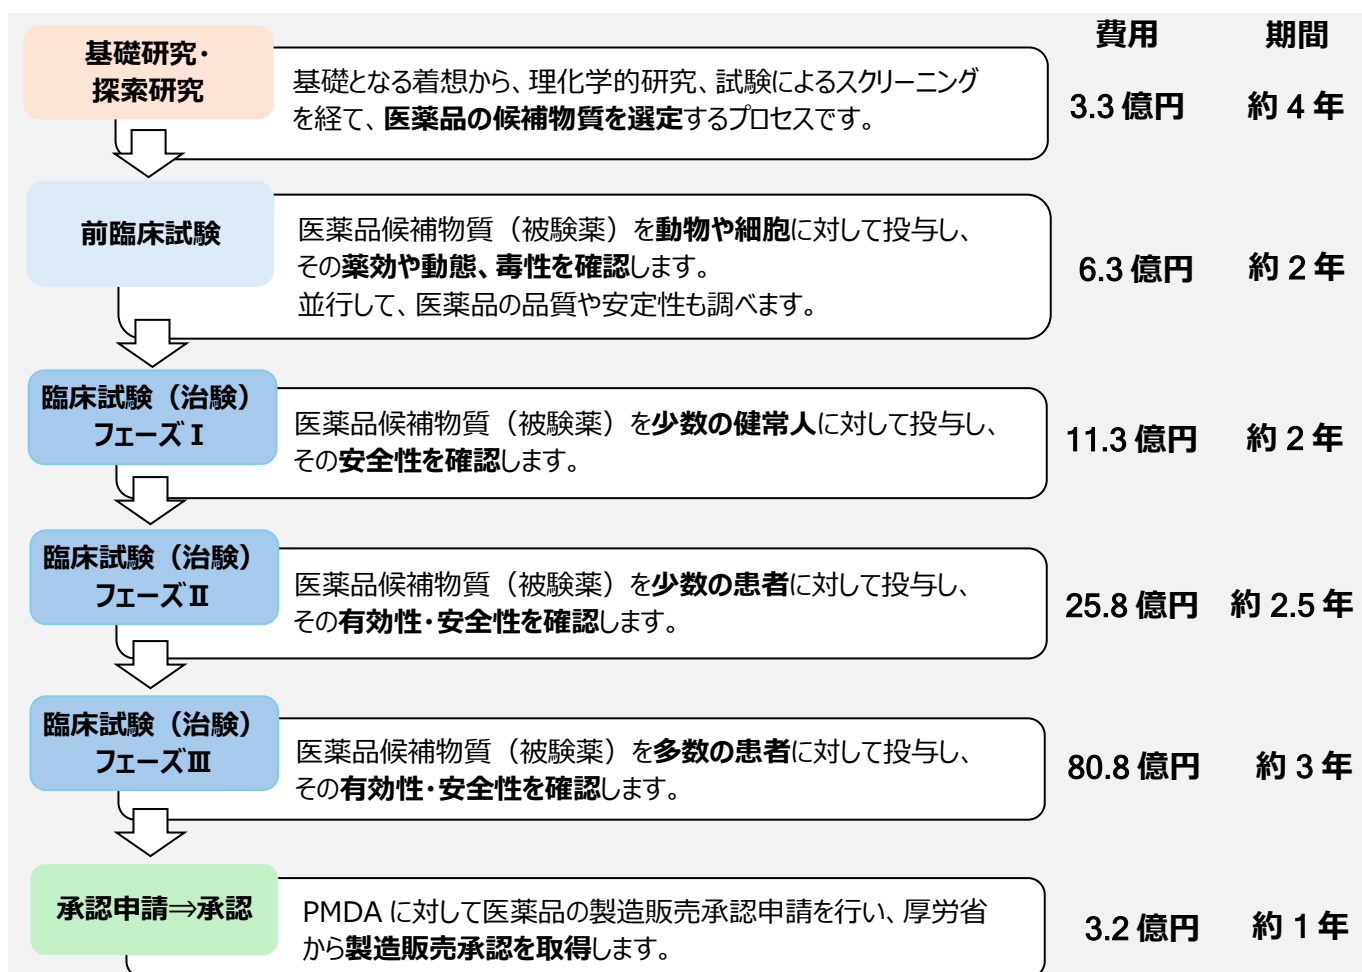 費用 期間
基礎研究・
探索研究
基礎となる着想から、理化学的研究、試験によるスクリーニング
を経て、医薬品の候補物質を選定するプロセスです。
3.3 億円 約 4 年
前臨床試験
医薬品候補物質（被験薬）を動物や細胞に対して投与し、
その薬効や動態、毒性を確認します。
並行して、医薬品の品質や安定性も調べます。
6.3 億円 約 2 年
臨床試験（治験）
フェーズⅠ
医薬品候補物質（被験薬）を少数の健常人に対して投与し、
その安全性を確認します。
11.3 億円 約 2 年
臨床試験（治験）
フェーズⅡ
医薬品候補物質（被験薬）を少数の患者に対して投与し、
その有効性・安全性を確認します。
25.8 億円 約 2.5 年
臨床試験（治験）
フェーズⅢ
医薬品候補物質（被験薬）を多数の患者に対して投与し、
その有効性・安全性を確認します。
80.8 億円 約 3 年
承認申請⇒承認
PMDA に対して医薬品の製造販売承認申請を行い、厚労省
から製造販売承認を取得します。
3.2 億円 約 1 年